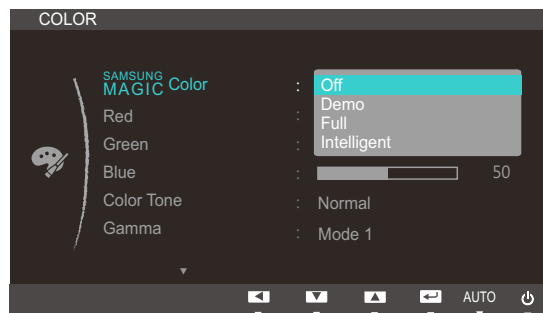 COLOR
SAMSUNG MAGIC Color :
Off
Demo
Full
Intelligent
Red :
Green :
Blue : 50
Color Tone : Normal
Gamma : Mode 1
AUTO